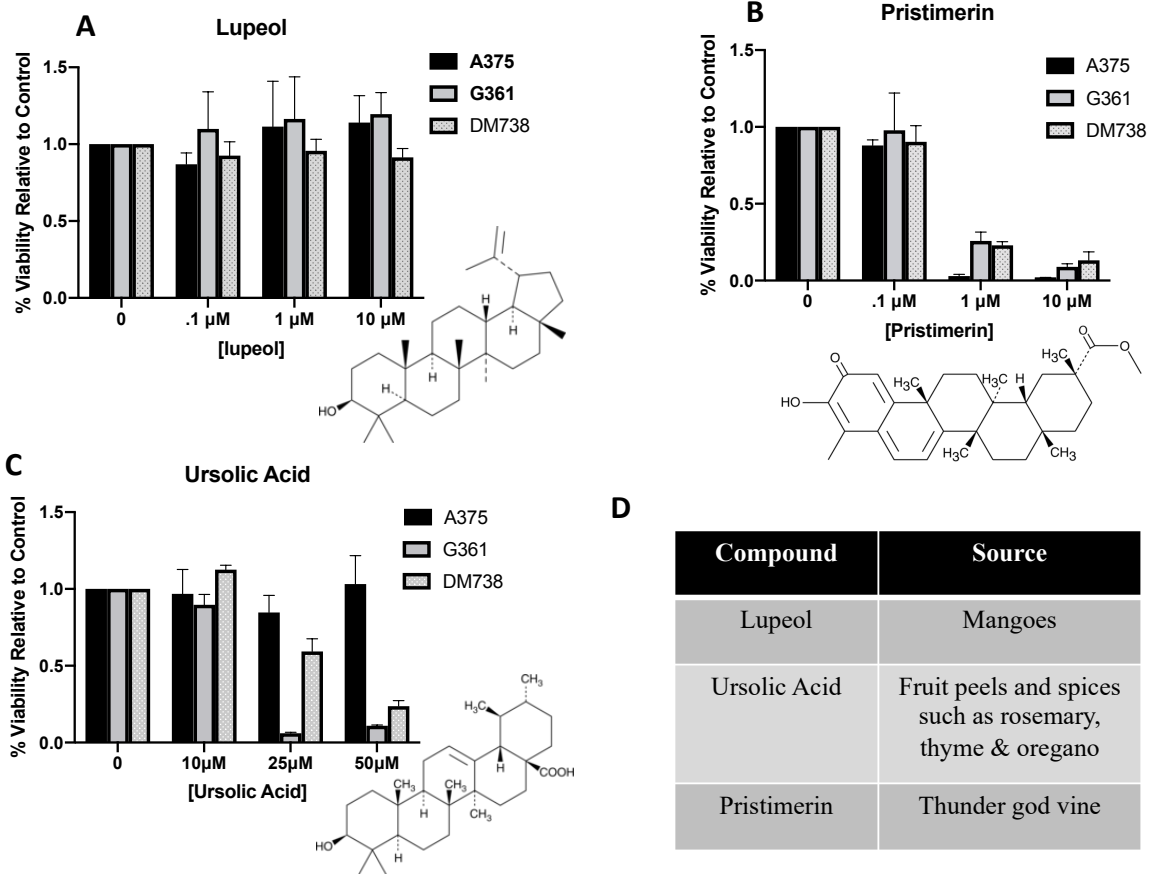 A
Lupeol
% Viability Relative to Control
1.5
1.0
0.5
0.0
0
.1 µM
1 µM
10 µM
[lupeol]
A375
G361
DM738
H
H
H
H
HO
B
Pristimerin
% Viability Relative to Control
1.5
1.0
0.5
0.0
0
.1 µM
1 µM
10 µM
[Pristimerin]
A375
G361
DM738
O
O
O
H₃C
H₃C
H₃C
H
HO
H₃C
CH₃
C
Ursolic Acid
% Viability Relative to Control
1.5
1.0
0.5
0.0
0
10µM
25µM
50µM
[Ursolic Acid]
A375
G361
DM738
CH₃
H₃C
H
COOH
CH₃
CH₃
H
CH₃
HO
H
D
Compound Source
Lupeol Mangoes
Ursolic Acid Fruit peels and spices
such as rosemary,
thyme & oregano
Pristimerin Thunder god vine